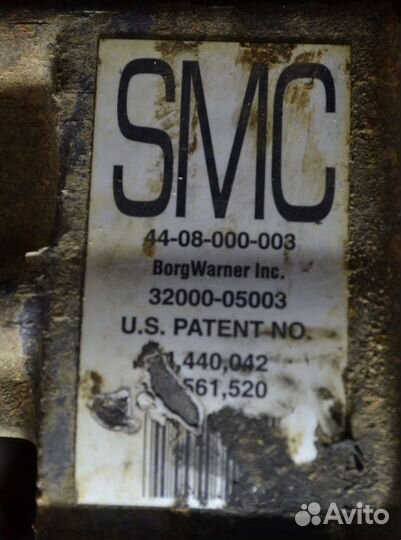 SMC
44-08-000-003
BorgWarner Inc.
32000-05003
U.S. PATENT NO.
,440,042
561,520
Avito